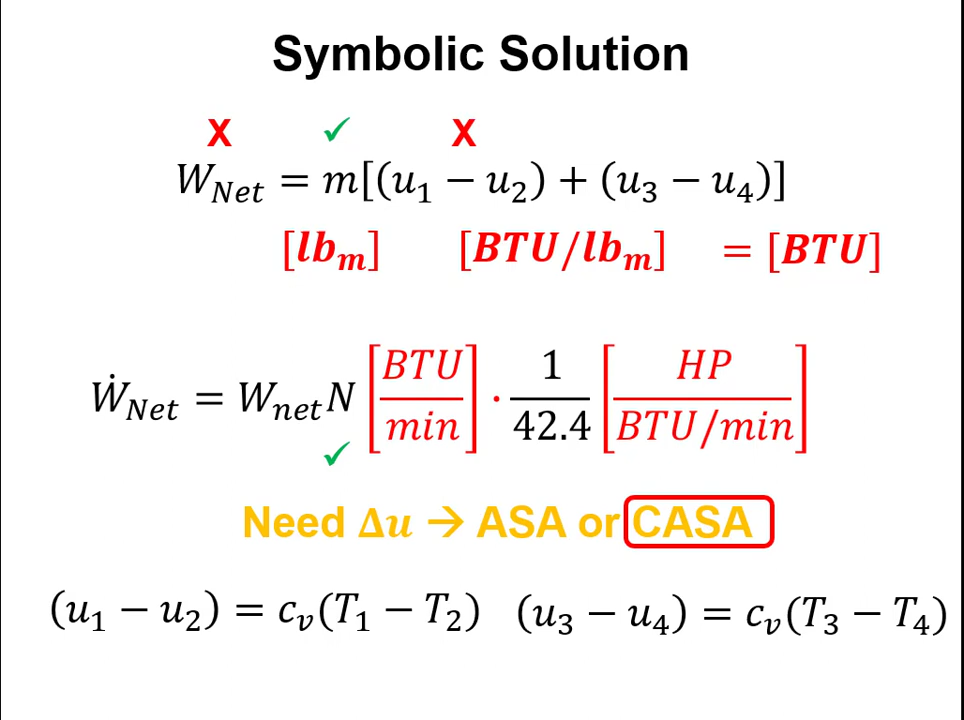 Symbolic Solution
X ✓ X
W_Net = m[(u_1 − u_2) + (u_3 − u_4)]
[lb_m] [BTU/lb_m] = [BTU]
Ẇ_Net = W_net N [BTU/min] · 1/42.4 [HP/(BTU/min)]
✓
Need Δu → ASA or CASA
(u_1 − u_2) = c_v(T_1 − T_2) (u_3 − u_4) = c_v(T_3 − T_4)